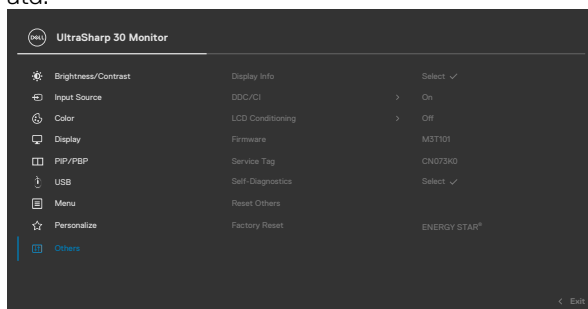 atd.
DELL UltraSharp 30 Monitor
Brightness/Contrast Display Info Select ✓
Input Source DDC/CI > On
Color LCD Conditioning > Off
Display Firmware M3T101
PIP/PBP Service Tag CN073K0
USB Self-Diagnostics Select ✓
Menu Reset Others
Personalize Factory Reset ENERGY STAR®
Others
< Exit